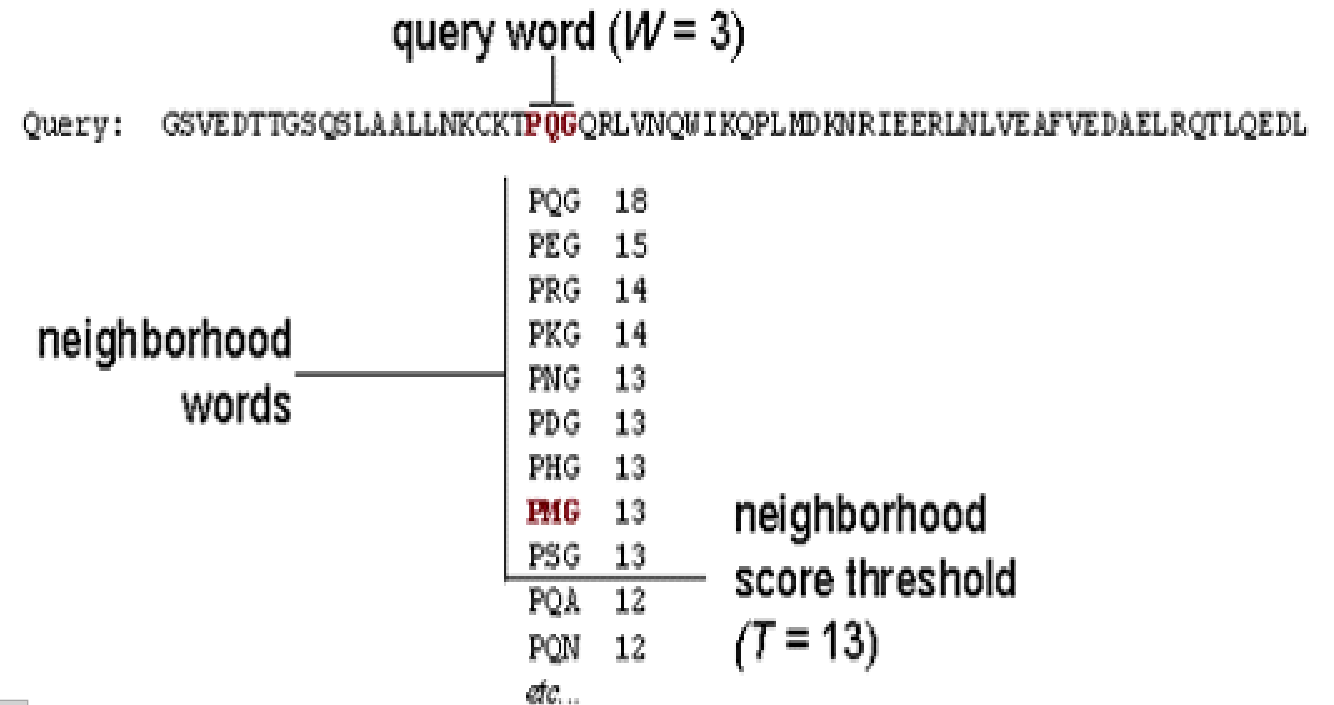 query word (W = 3)
Query: GSVEDTTGSQSLAALLNKCKTPQGQRLVNQWIKQPLMDKNRIEERLNLVEAFVEDAELRQTLQEDL
PQG 18
PEG 15
PRG 14
PKG 14
PNG 13
PDG 13
PHG 13
PMG 13
PSG 13
PQA 12
PQN 12
etc...
neighborhood
words
neighborhood
score threshold
(T = 13)